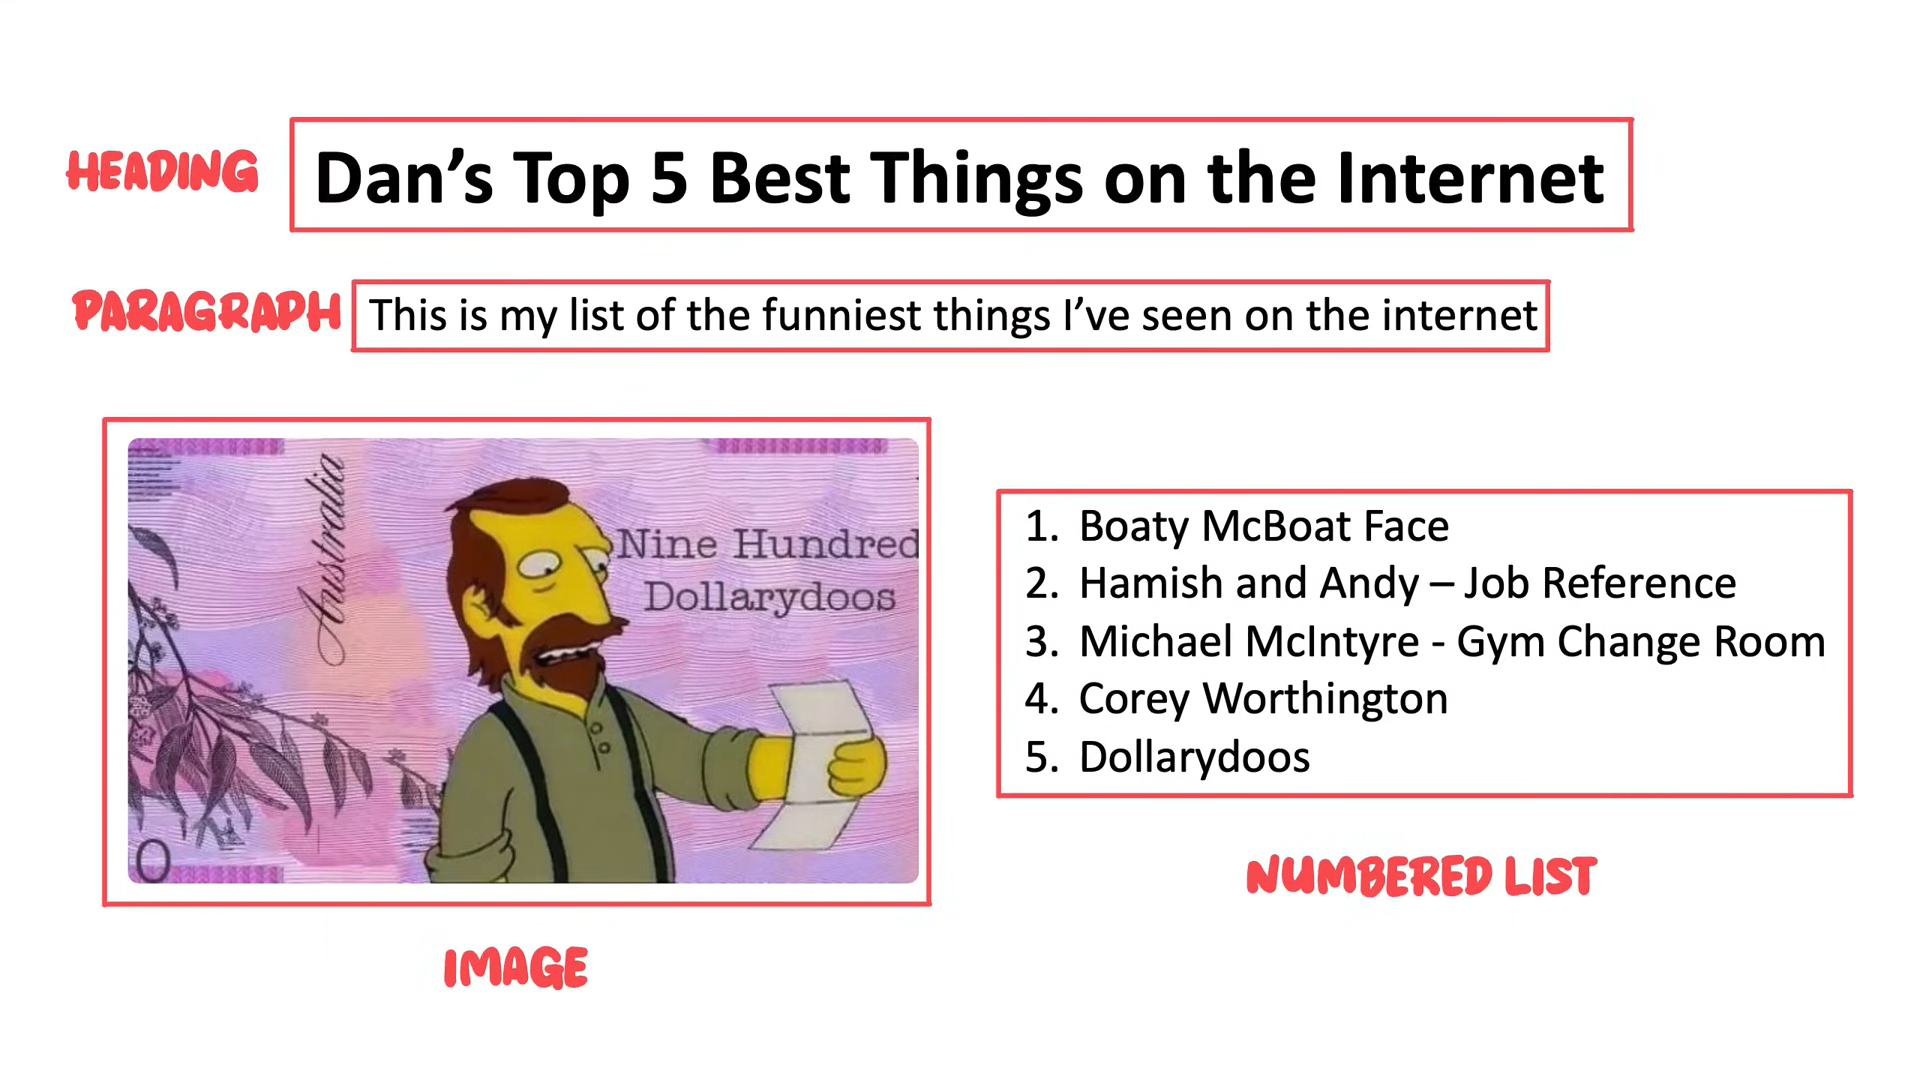 HEADING
Dan’s Top 5 Best Things on the Internet
PARAGRAPH
This is my list of the funniest things I’ve seen on the internet
Australia
Nine Hundred
Dollarydoos
0
IMAGE
1. Boaty McBoat Face
2. Hamish and Andy – Job Reference
3. Michael McIntyre - Gym Change Room
4. Corey Worthington
5. Dollarydoos
NUMBERED LIST